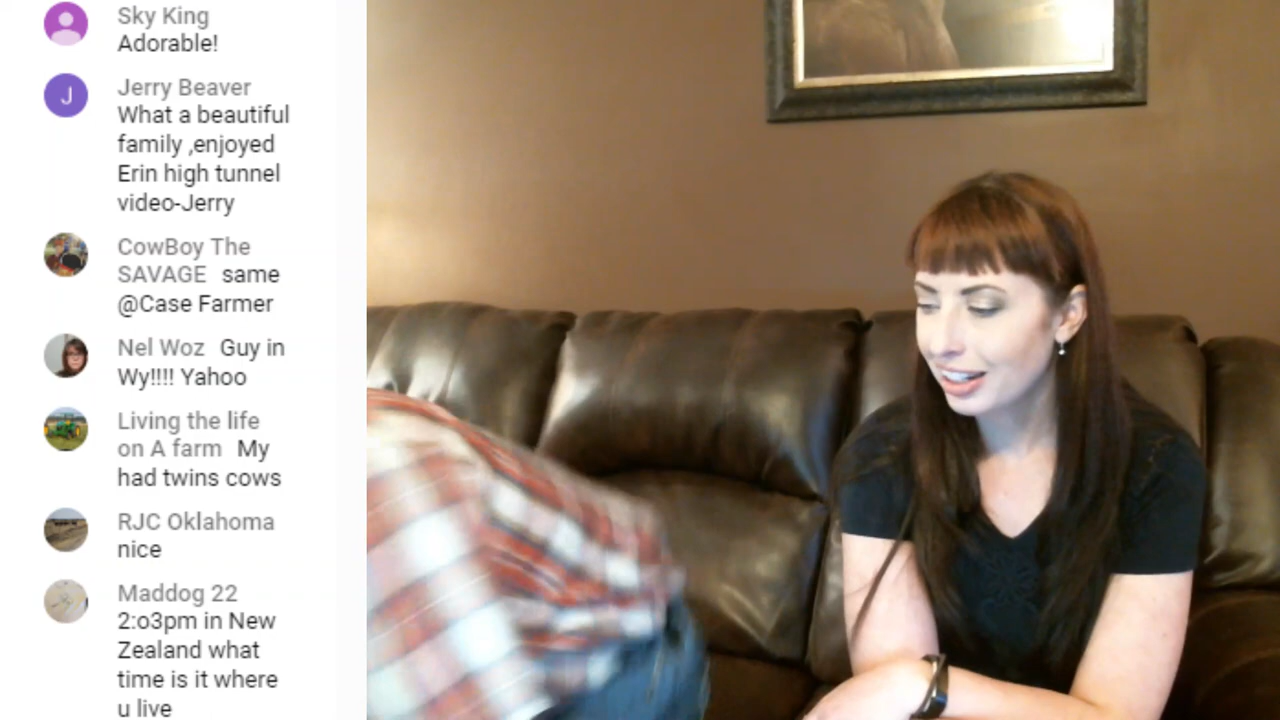 Sky King
Adorable!
J
Jerry Beaver
What a beautiful
family ,enjoyed
Erin high tunnel
video-Jerry
CowBoy The
SAVAGE same
@Case Farmer
Nel Woz Guy in
Wy!!!! Yahoo
Living the life
on A farm My
had twins cows
RJC Oklahoma
nice
Maddog 22
2:o3pm in New
Zealand what
time is it where
u live